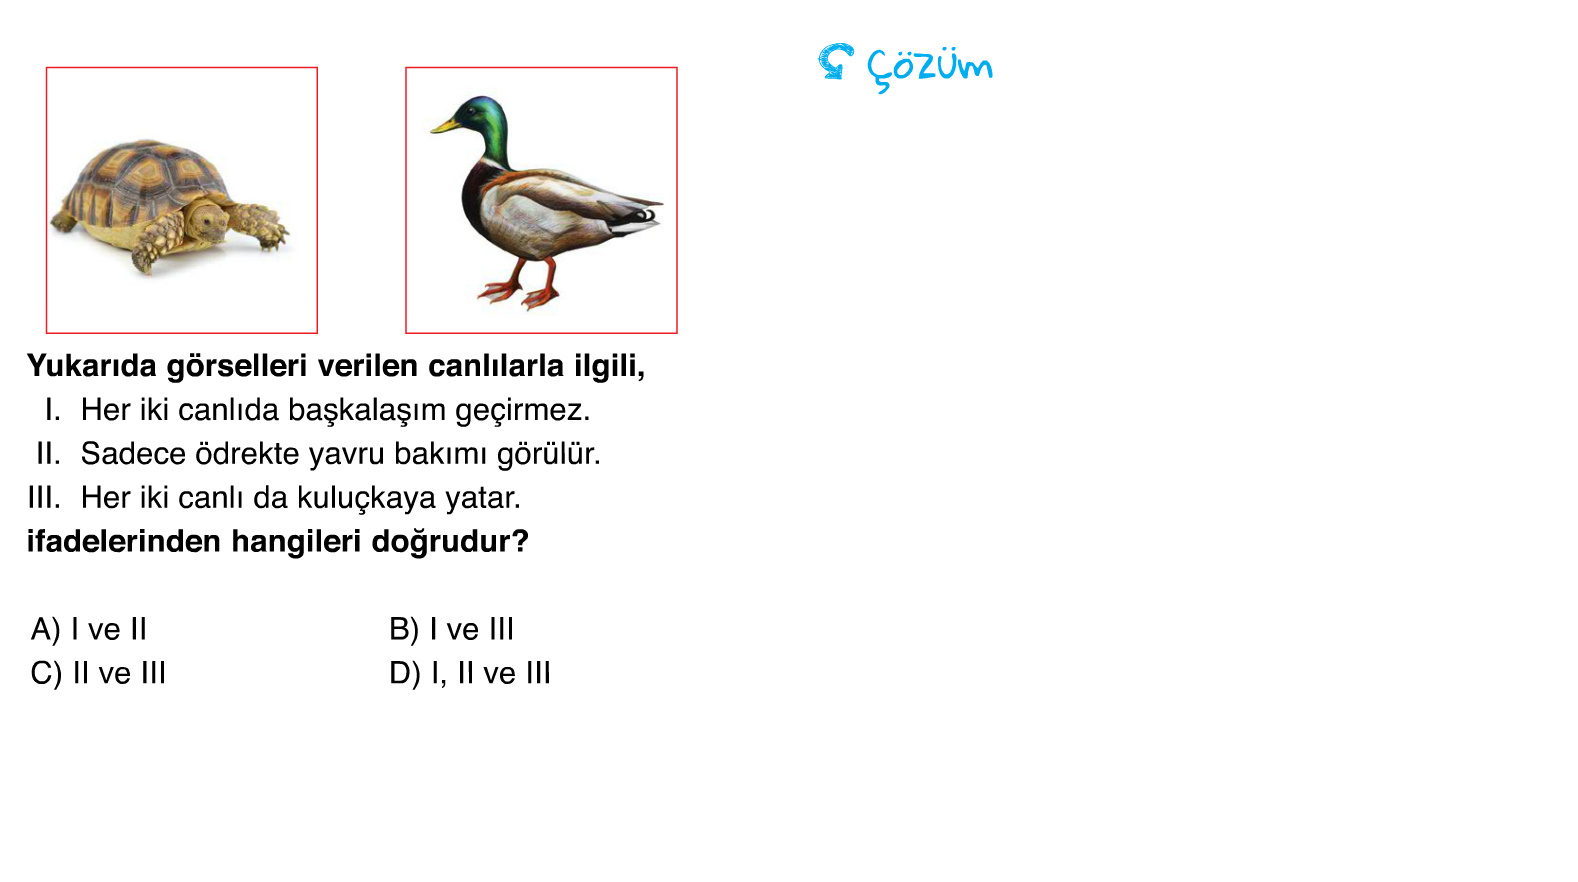 Çözüm
Yukarıda görselleri verilen canlılarla ilgili,
I. Her iki canlıda başkalaşım geçirmez.
II. Sadece ödrekte yavru bakımı görülür.
III. Her iki canlı da kuluçkaya yatar.
ifadelerinden hangileri doğrudur?
A) I ve II B) I ve III
C) II ve III D) I, II ve III